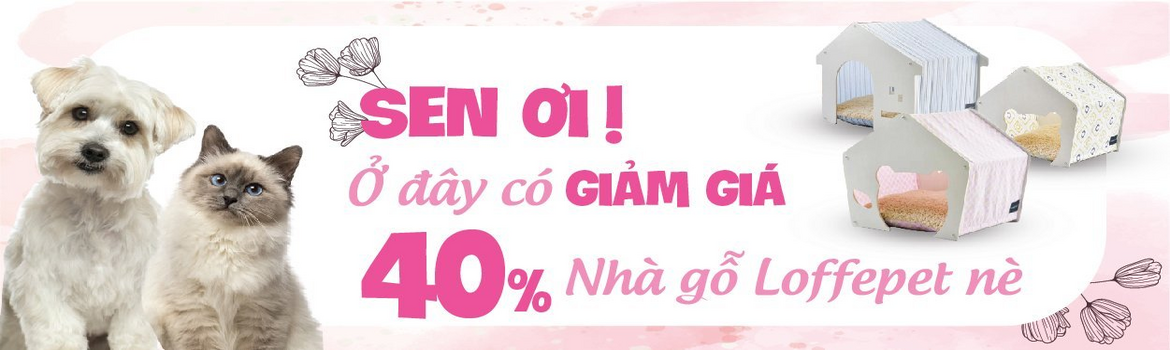 SEN ƠI!
Ở đây có GIẢM GIÁ
40% Nhà gỗ Loffepet nè